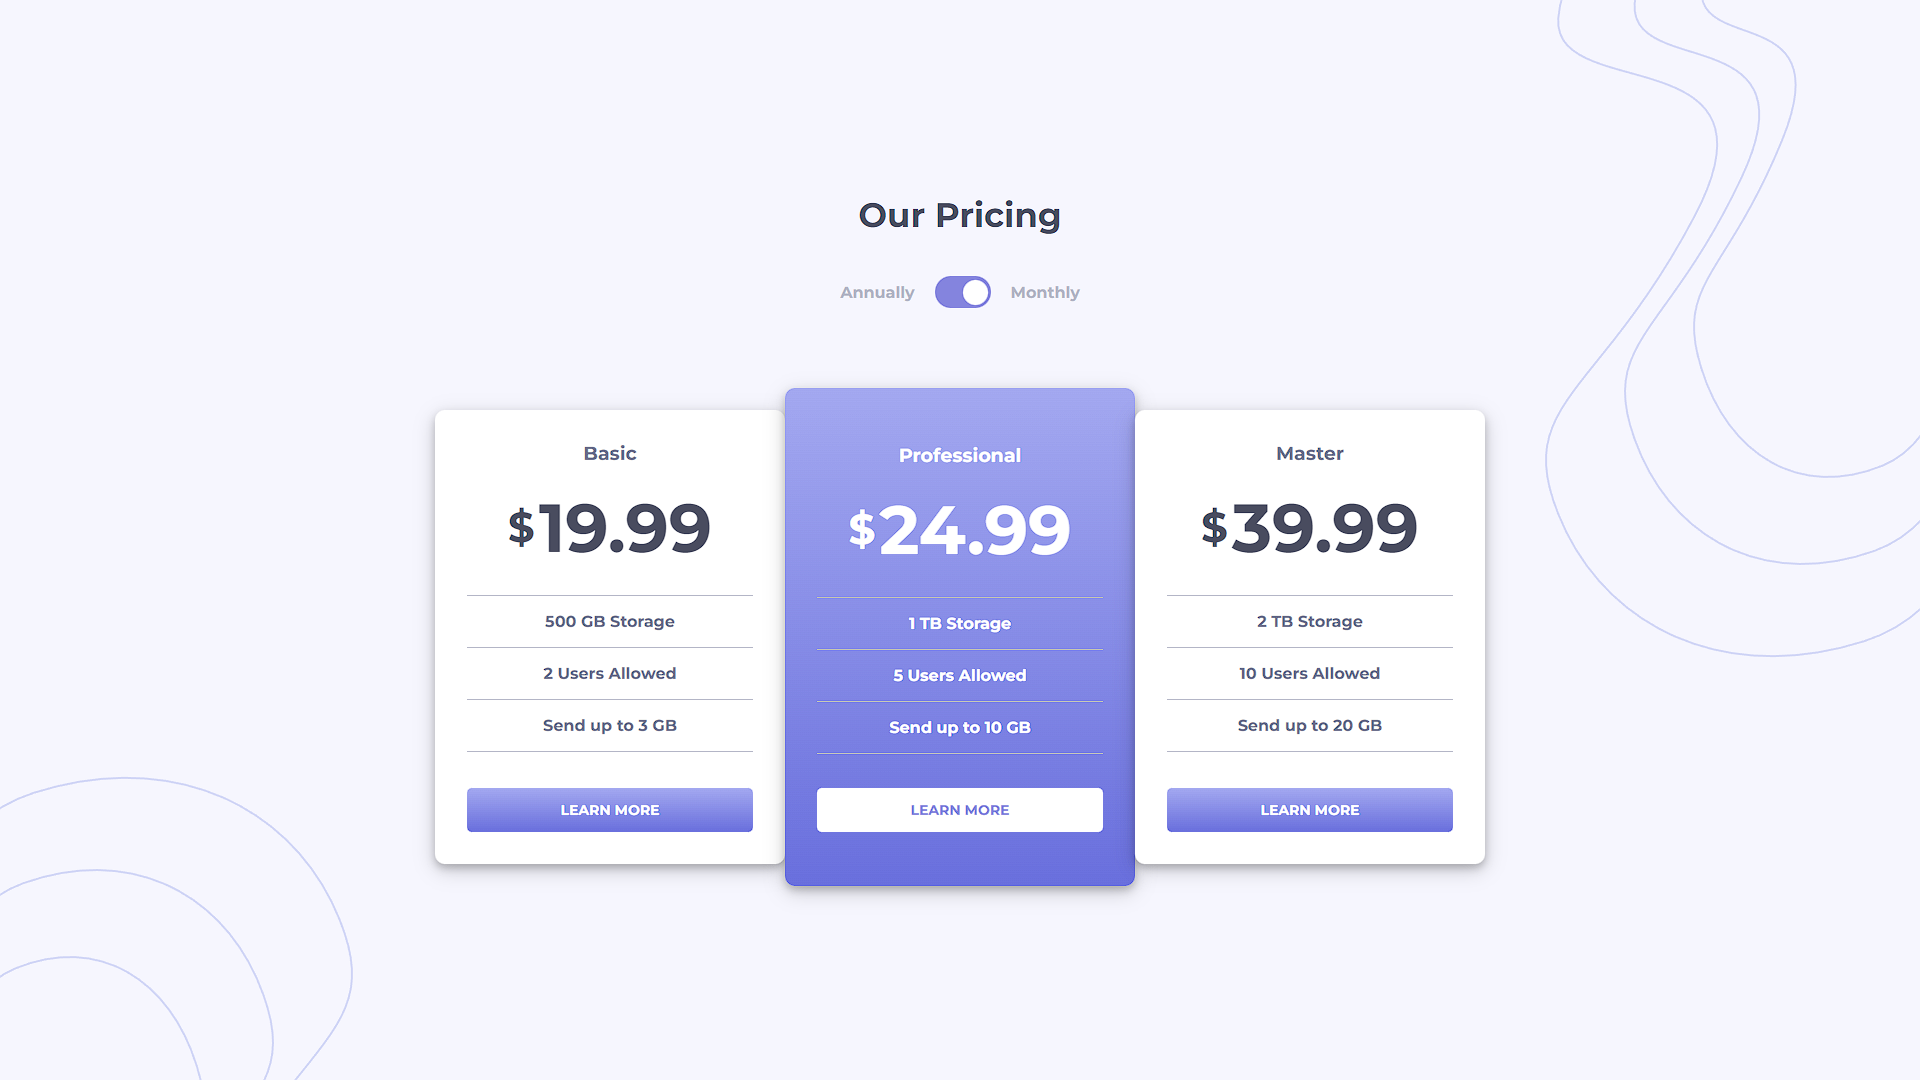 Our Pricing
Annually Monthly
Basic
$19.99
500 GB Storage
2 Users Allowed
Send up to 3 GB
LEARN MORE
Professional
$24.99
1 TB Storage
5 Users Allowed
Send up to 10 GB
LEARN MORE
Master
$39.99
2 TB Storage
10 Users Allowed
Send up to 20 GB
LEARN MORE